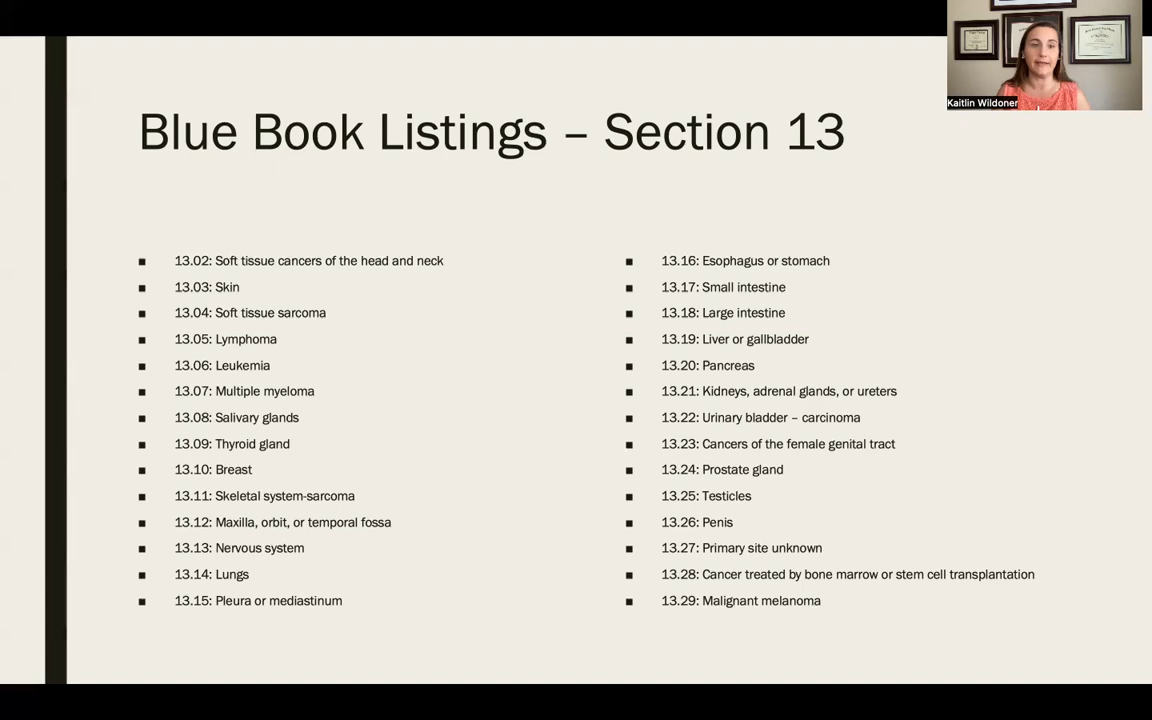 Kaitlin Wildoner
Blue Book Listings – Section 13
■ 13.02: Soft tissue cancers of the head and neck
■ 13.03: Skin
■ 13.04: Soft tissue sarcoma
■ 13.05: Lymphoma
■ 13.06: Leukemia
■ 13.07: Multiple myeloma
■ 13.08: Salivary glands
■ 13.09: Thyroid gland
■ 13.10: Breast
■ 13.11: Skeletal system-sarcoma
■ 13.12: Maxilla, orbit, or temporal fossa
■ 13.13: Nervous system
■ 13.14: Lungs
■ 13.15: Pleura or mediastinum
■ 13.16: Esophagus or stomach
■ 13.17: Small intestine
■ 13.18: Large intestine
■ 13.19: Liver or gallbladder
■ 13.20: Pancreas
■ 13.21: Kidneys, adrenal glands, or ureters
■ 13.22: Urinary bladder – carcinoma
■ 13.23: Cancers of the female genital tract
■ 13.24: Prostate gland
■ 13.25: Testicles
■ 13.26: Penis
■ 13.27: Primary site unknown
■ 13.28: Cancer treated by bone marrow or stem cell transplantation
■ 13.29: Malignant melanoma